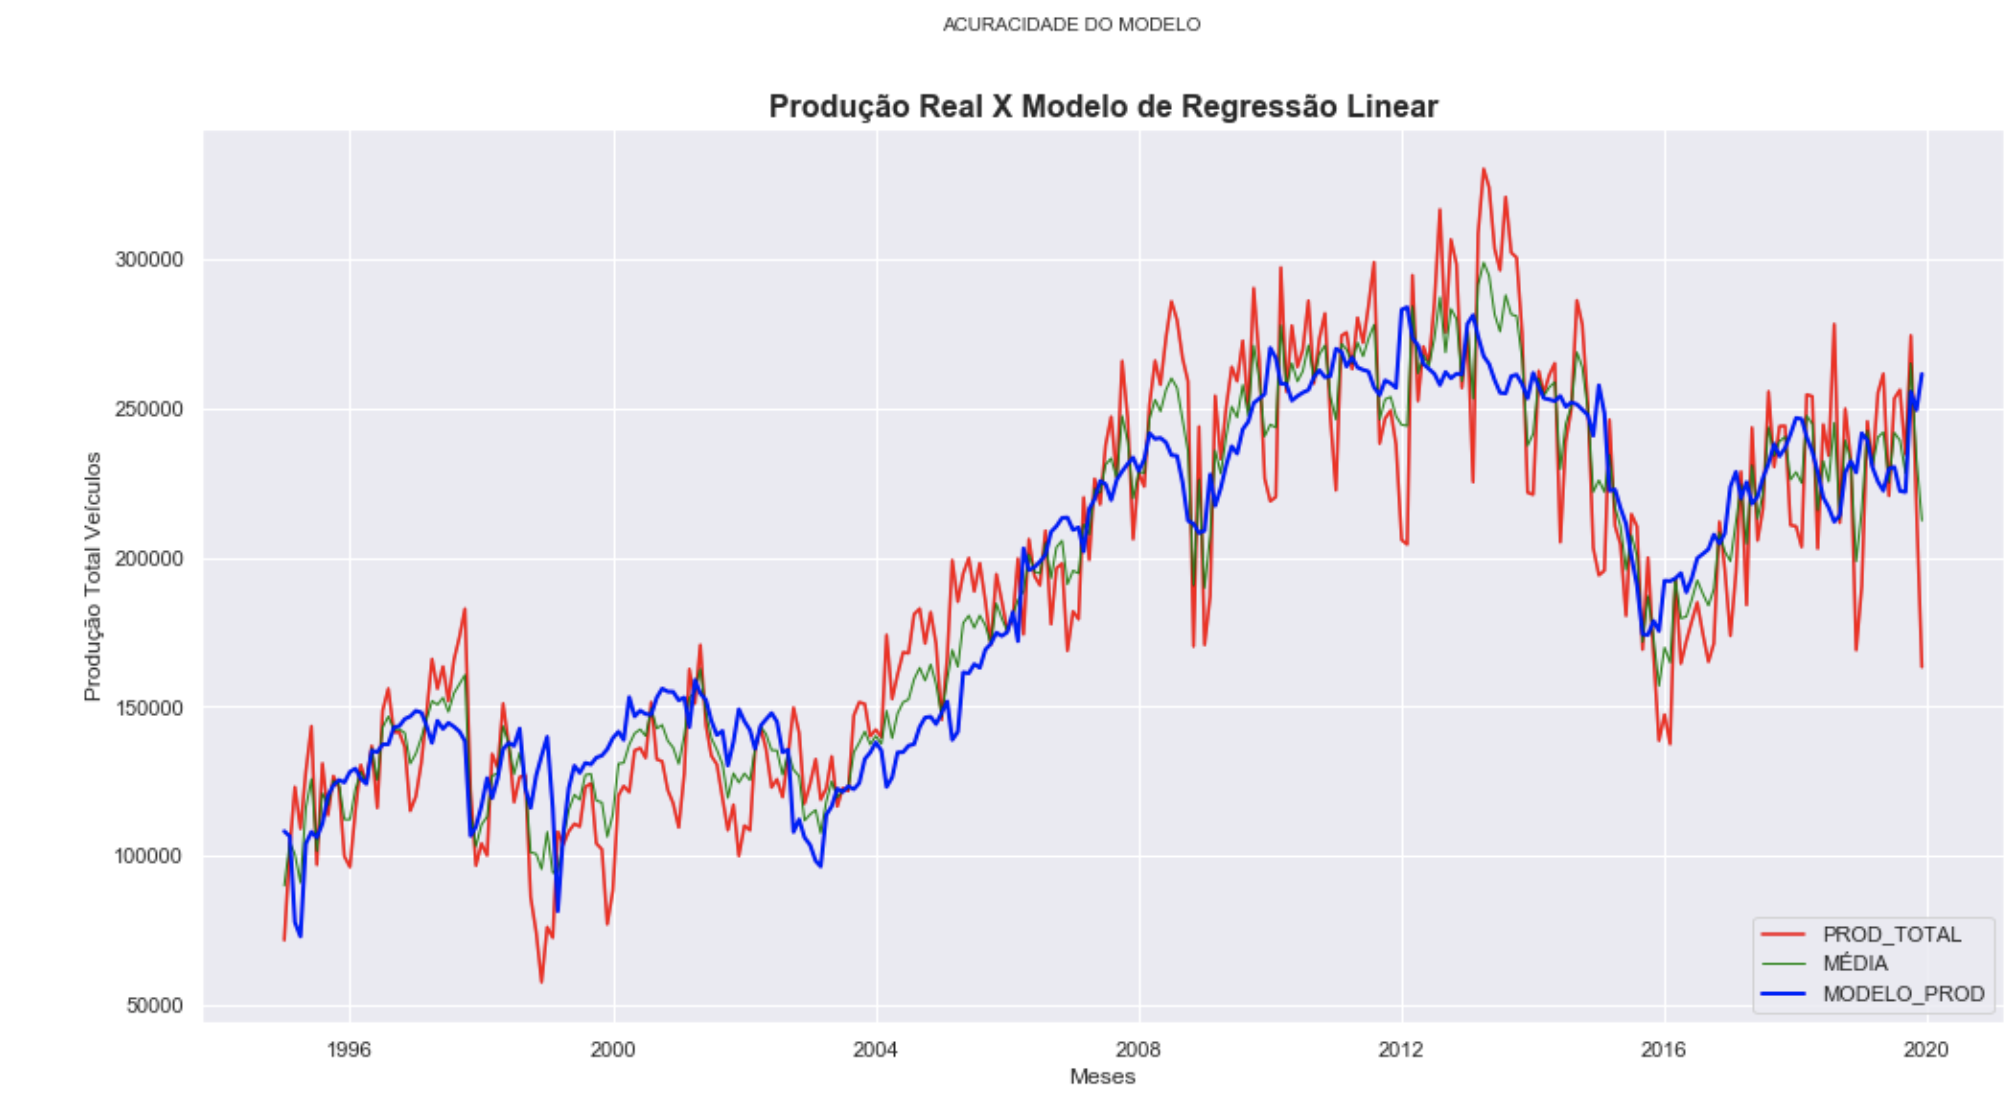 ACURACIDADE DO MODELO
Produção Real X Modelo de Regressão Linear
Produção Total Veículos
300000
250000
200000
150000
100000
50000
1996
2000
2004
2008
2012
2016
2020
Meses
PROD_TOTAL
MÉDIA
MODELO_PROD